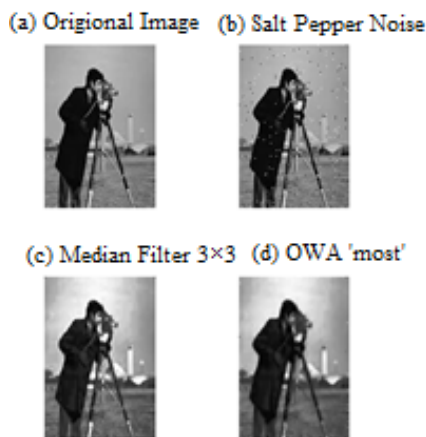 (a) Origional Image
(b) Salt Pepper Noise
(c) Median Filter 3×3
(d) OWA 'most'